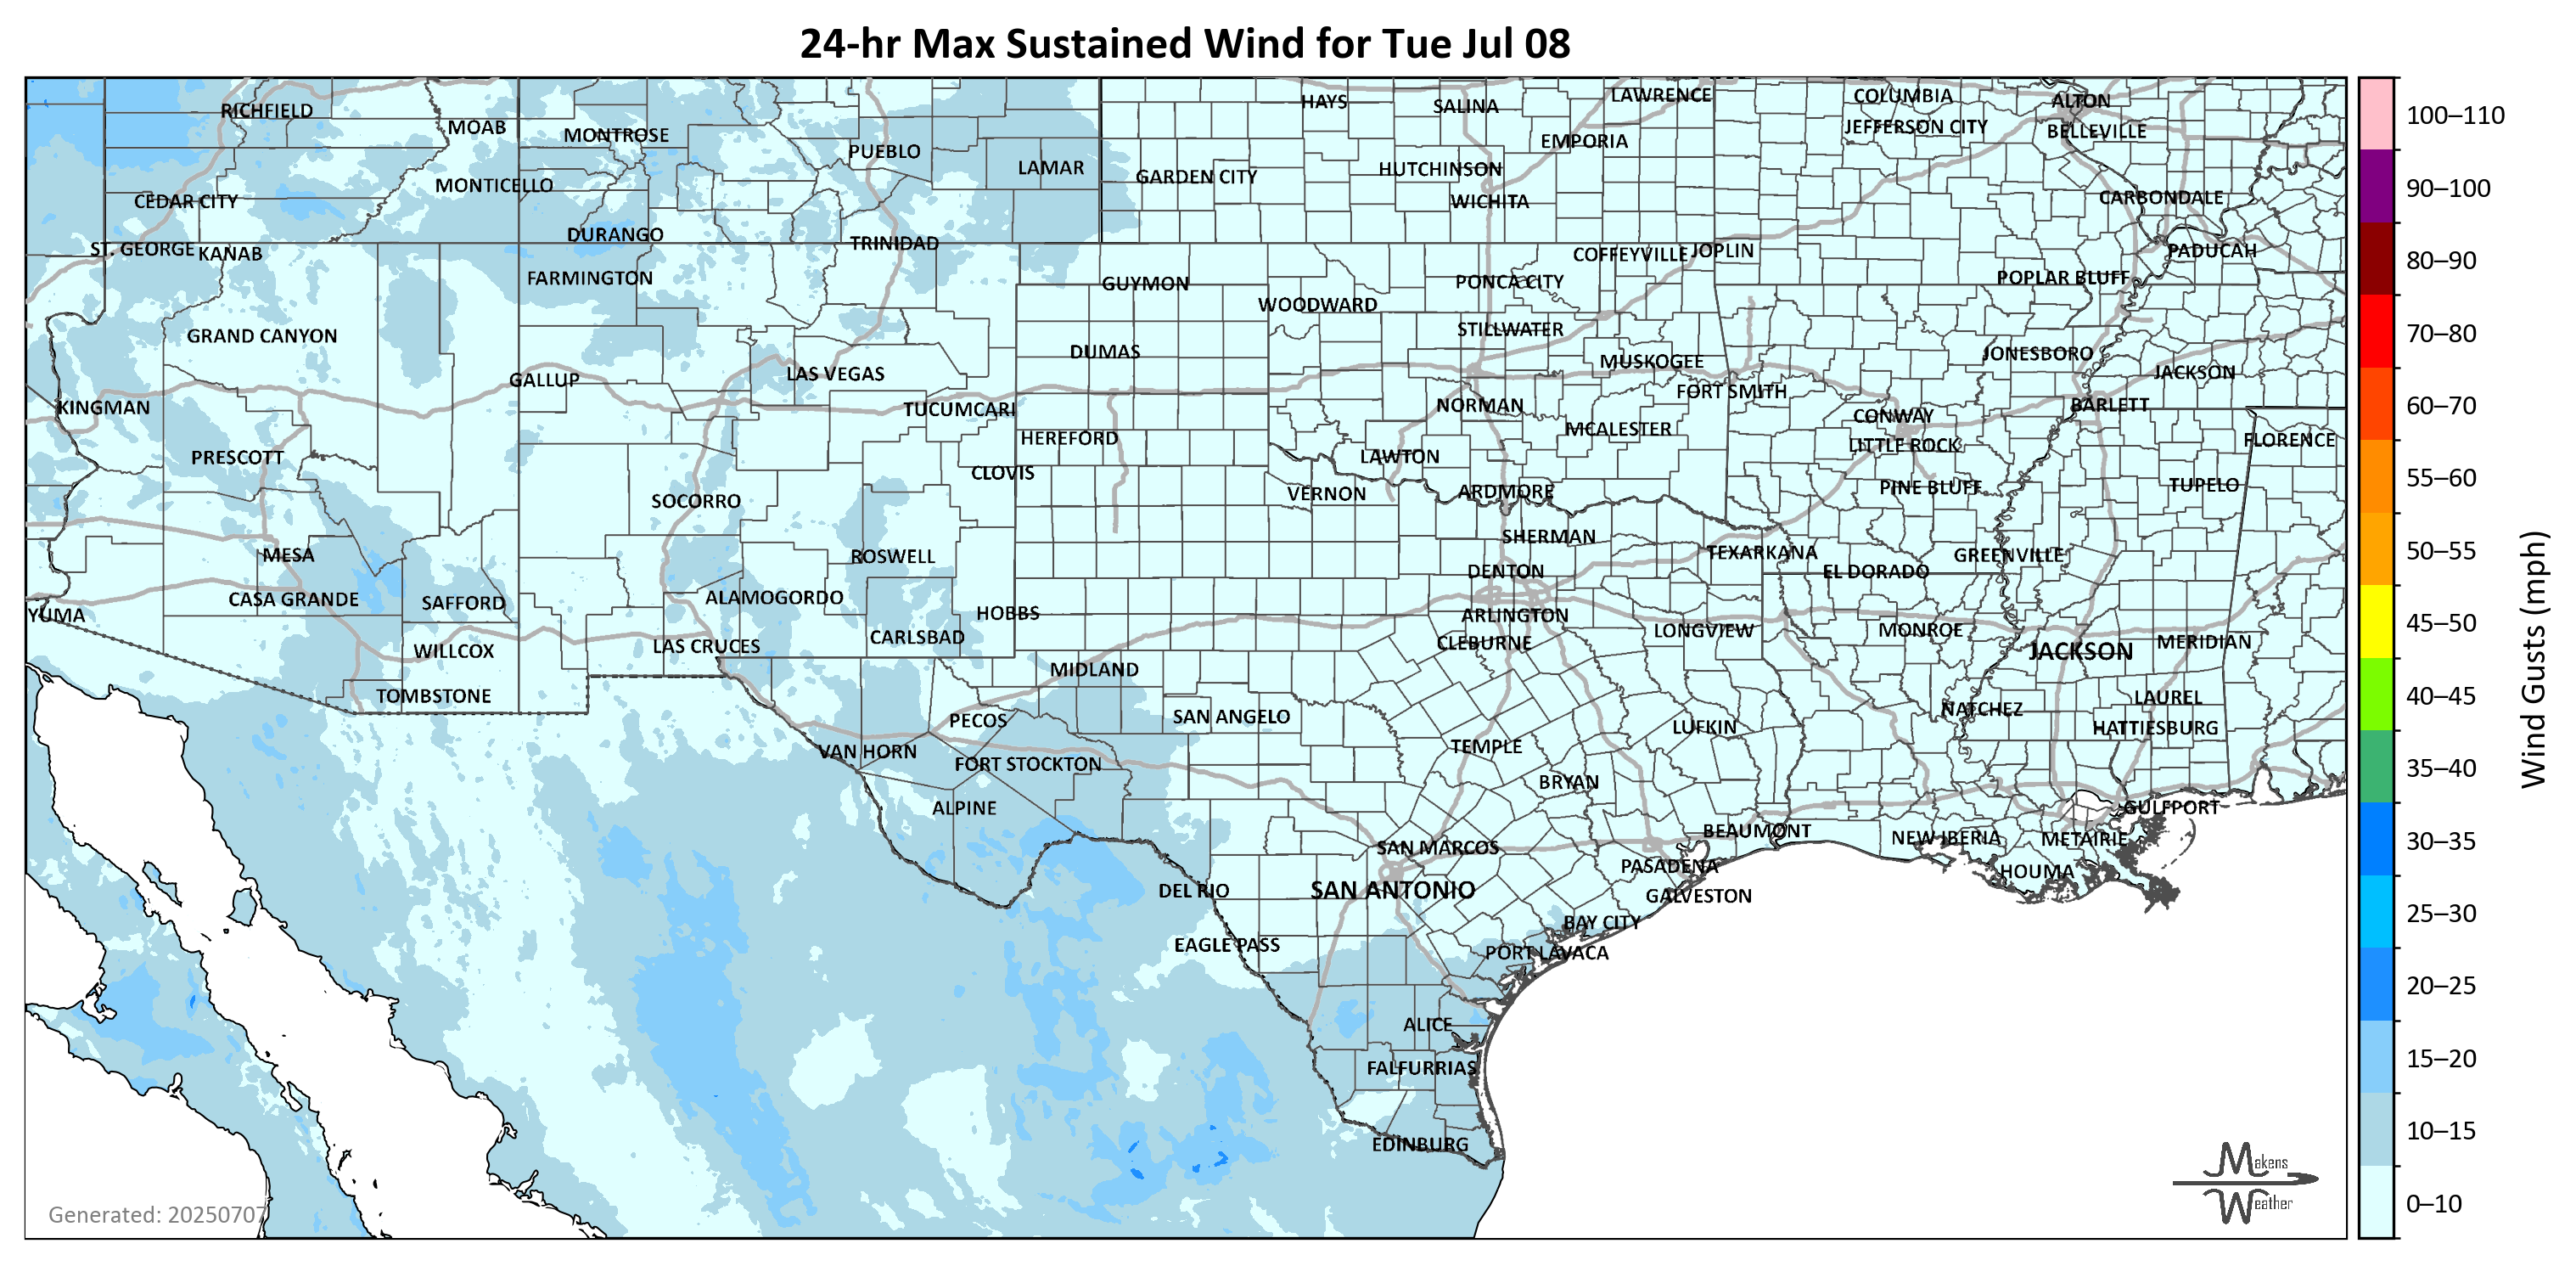 24-hr Max Sustained Wind for Tue Jul 08
RICHFIELD
MOAB
MONTROSE
PUEBLO
LAMAR
HAYS
SALINA
LAWRENCE
COLUMBIA
ALTON
EMPORIA
JEFFERSON CITY
BELLEVILLE
MONTICELLO
GARDEN CITY
HUTCHINSON
CEDAR CITY
WICHITA
CARBONDALE
ST. GEORGE
KANAB
DURANGO
TRINIDAD
COFFEYVILLE
JOPLIN
PADUCAH
FARMINGTON
GUYMON
PONCA CITY
POPLAR BLUFF
WOODWARD
GRAND CANYON
STILLWATER
DUMAS
MUSKOGEE
JONESBORO
GALLUP
LAS VEGAS
JACKSON
KINGMAN
TUCUMCARI
NORMAN
FORT SMITH
CONWAY
BARLETT
HEREFORD
MCALESTER
LITTLE ROCK
FLORENCE
PRESCOTT
CLOVIS
LAWTON
SOCORRO
VERNON
ARDMORE
PINE BLUFF
TUPELO
MESA
ROSWELL
SHERMAN
TEXARKANA
GREENVILLE
CASA GRANDE
SAFFORD
ALAMOGORDO
DENTON
EL DORADO
YUMA
HOBBS
ARLINGTON
WILLCOX
LAS CRUCES
CARLSBAD
CLEBURNE
LONGVIEW
MONROE
JACKSON
MERIDIAN
TOMBSTONE
MIDLAND
PECOS
SAN ANGELO
LUFKIN
NATCHEZ
LAUREL
HATTIESBURG
VAN HORN
FORT STOCKTON
TEMPLE
BRYAN
ALPINE
GULFPORT
SAN MARCOS
BEAUMONT
NEW IBERIA
METAIRIE
DEL RIO
SAN ANTONIO
PASADENA
GALVESTON
HOUMA
EAGLE PASS
BAY CITY
PORT LAVACA
ALICE
FALFURRIAS
EDINBURG
Generated: 20250707
Makens
Weather
100–110
90–100
80–90
70–80
60–70
55–60
50–55
45–50
40–45
35–40
30–35
25–30
20–25
15–20
10–15
0–10
Wind Gusts (mph)